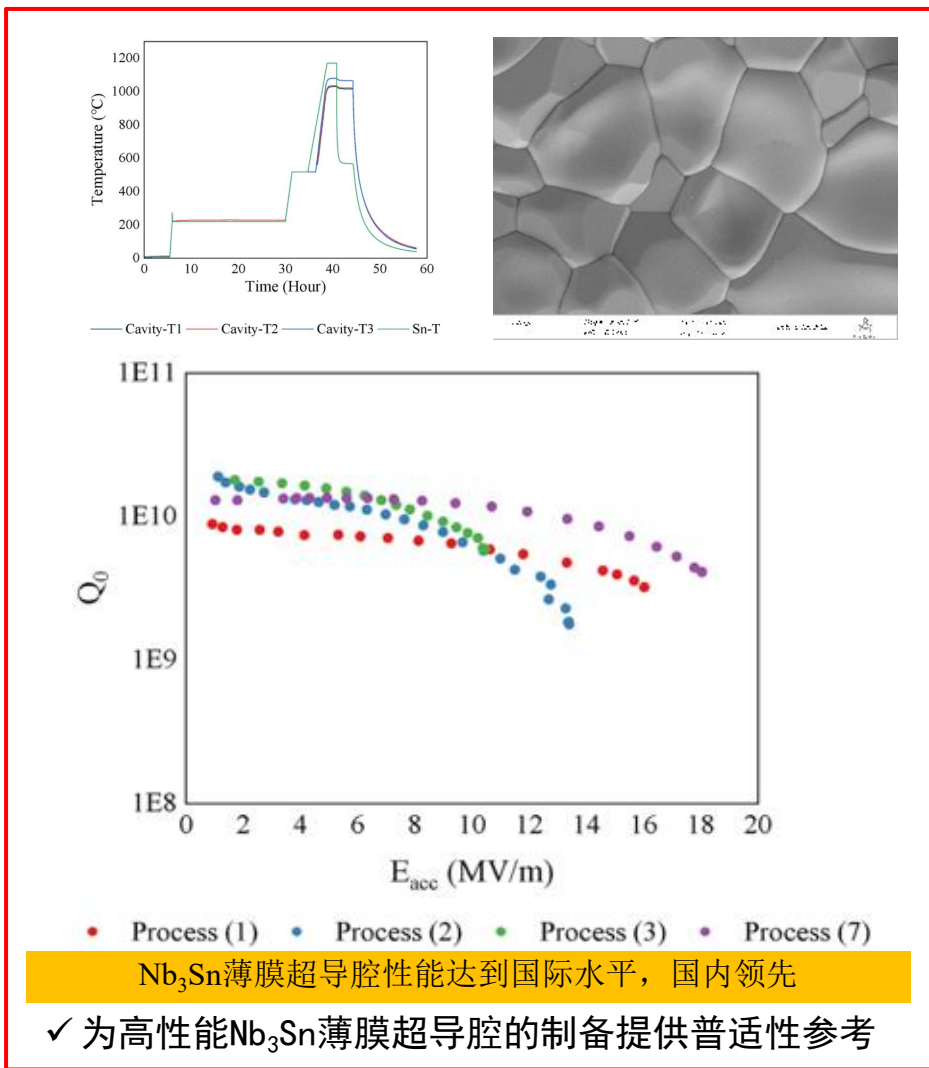 1200
1000
800
600
400
200
0
Temperature (°C)
0 10 20 30 40 50 60
Time (Hour)
Cavity-T1 Cavity-T2 Cavity-T3 Sn-T
1E11
1E10
1E9
1E8
Q₀
0 2 4 6 8 10 12 14 16 18 20
E_acc (MV/m)
Process (1) Process (2) Process (3) Process (7)
Nb₃Sn薄膜超导腔性能达到国际水平，国内领先
✓ 为高性能Nb₃Sn薄膜超导腔的制备提供普适性参考